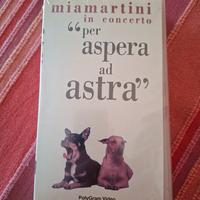 miamartini
in concerto
"per
aspera
ad
astra"
PolyGram Video